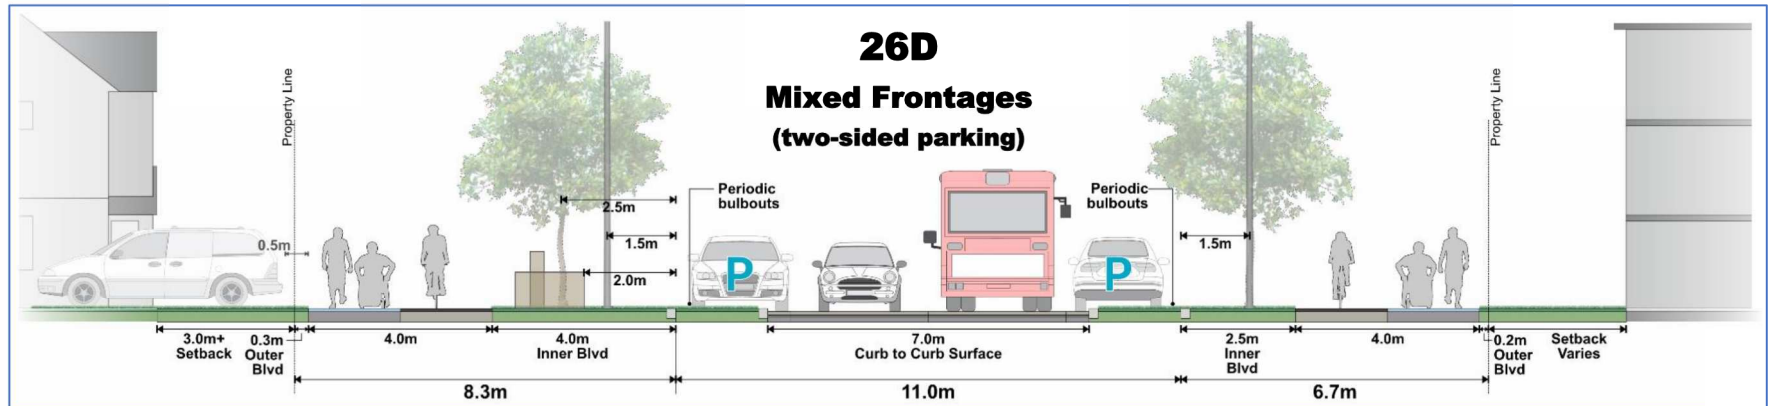 26D
Mixed Frontages
(two-sided parking)
Property Line
Property Line
Periodic
bulbouts
Periodic
bulbouts
2.5m
0.5m
1.5m
1.5m
2.0m
P
P
3.0m+
Setback
0.3m
Outer
Blvd
4.0m
4.0m
Inner Blvd
7.0m
Curb to Curb Surface
2.5m
Inner
Blvd
4.0m
0.2m
Outer
Blvd
Setback
Varies
8.3m
11.0m
6.7m